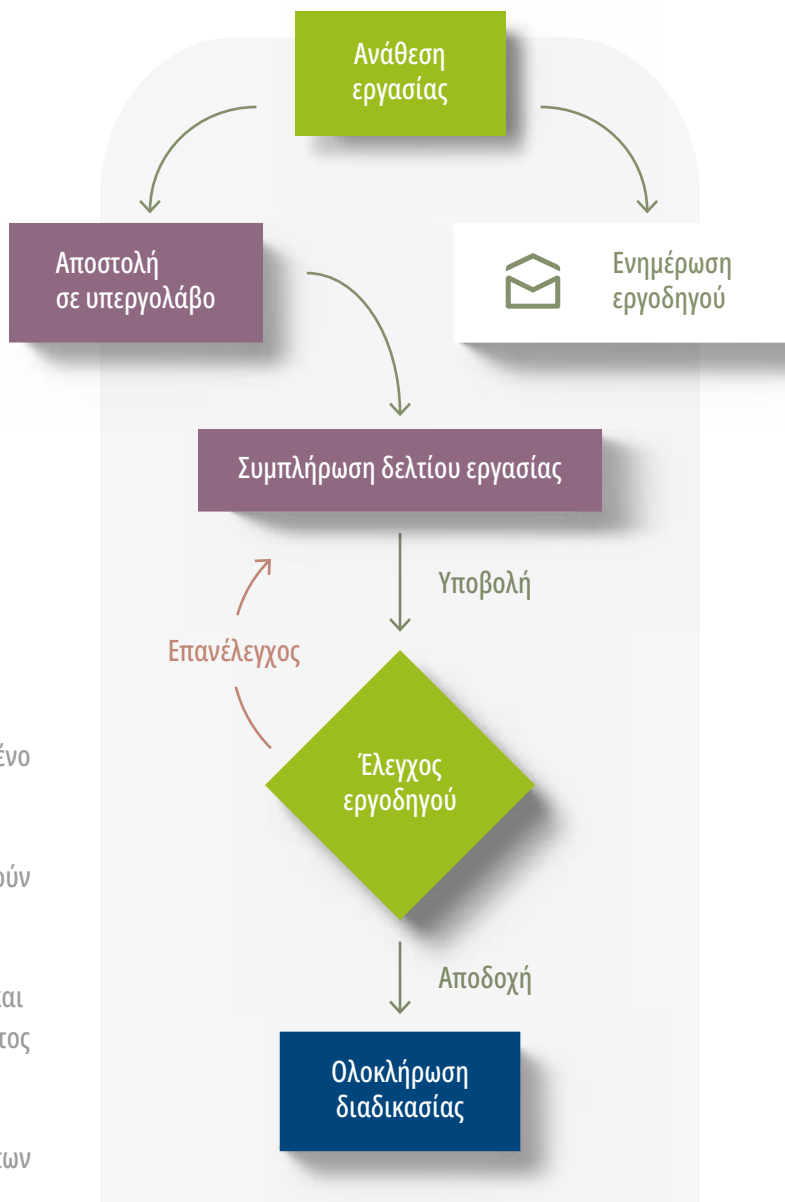 Ανάθεση
εργασίας
Αποστολή
σε υπεργολάβο
Ενημέρωση
εργοδηγού
Συμπλήρωση δελτίου εργασίας
Υποβολή
Επανέλεγχος
Έλεγχος
εργοδηγού
Αποδοχή
Ολοκλήρωση
διαδικασίας